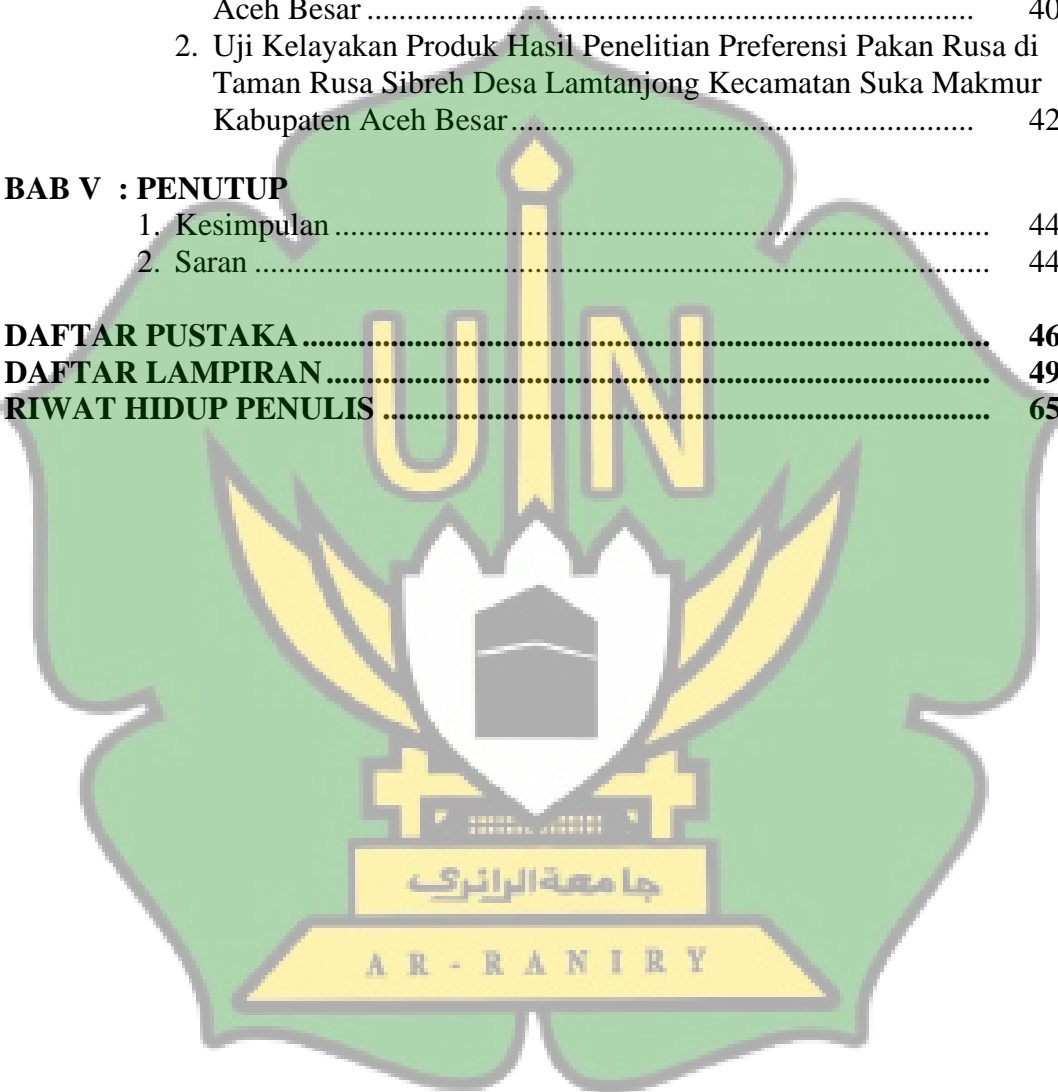 Aceh Besar .................................................................................... 40
2. Uji Kelayakan Produk Hasil Penelitian Preferensi Pakan Rusa di
Taman Rusa Sibreh Desa Lamtanjong Kecamatan Suka Makmur
Kabupaten Aceh Besar ................................................................ 42
BAB V : PENUTUP
1. Kesimpulan ........................................................................................... 44
2. Saran ...................................................................................................... 44
DAFTAR PUSTAKA ............................................................................................... 46
DAFTAR LAMPIRAN ............................................................................................ 49
RIWAT HIDUP PENULIS .................................................................................... 65
UIN
جامعة الرانري
AR - RANIRY